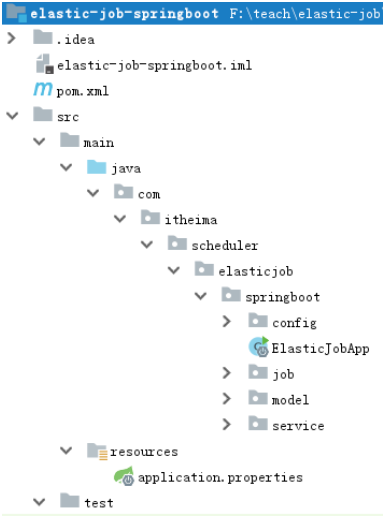 elastic-job-springboot F:\teach\elastic-job
.idea
elastic-job-springboot.iml
pom.xml
src
main
java
com
itheima
scheduler
elasticjob
springboot
config
ElasticJobApp
job
model
service
resources
application.properties
test